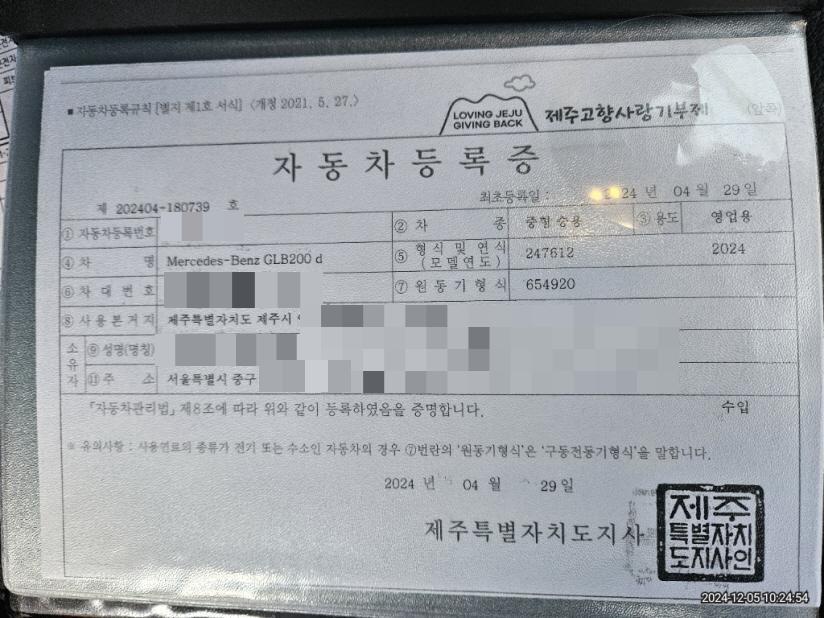 ■ 자동차등록규칙 [별지 제1호 서식] 〈개정 2021. 5. 27.〉
LOVING JEJU
GIVING BACK
제주고향사랑기부제
(앞쪽)
자동차등록증
제 202404-180739 호
최초등록일 : 24 년 04 월 29 일
① 자동차등록번호
② 차 종 중형 승용
③ 용도 영업용
④ 차 명 Mercedes-Benz GLB200 d
⑤ 형식 및 연식 (모델연도) 247612 2024
⑥ 차대번호
⑦ 원동기형식 654920
⑧ 사용본거지 제주특별자치도 제주시
소유자
⑨ 성명(명칭)
⑪ 주 소 서울특별시 중구
「자동차관리법」 제8조에 따라 위와 같이 등록하였음을 증명합니다.
수입
※ 유의사항 : 사용연료의 종류가 전기 또는 수소인 자동차의 경우 ⑦번란의 '원동기형식'은 '구동전동기형식'을 말합니다.
2024 년 04 월 29 일
제주특별자치도지사
제주
특별자치
도지사인
2024-12-05 10:24:54